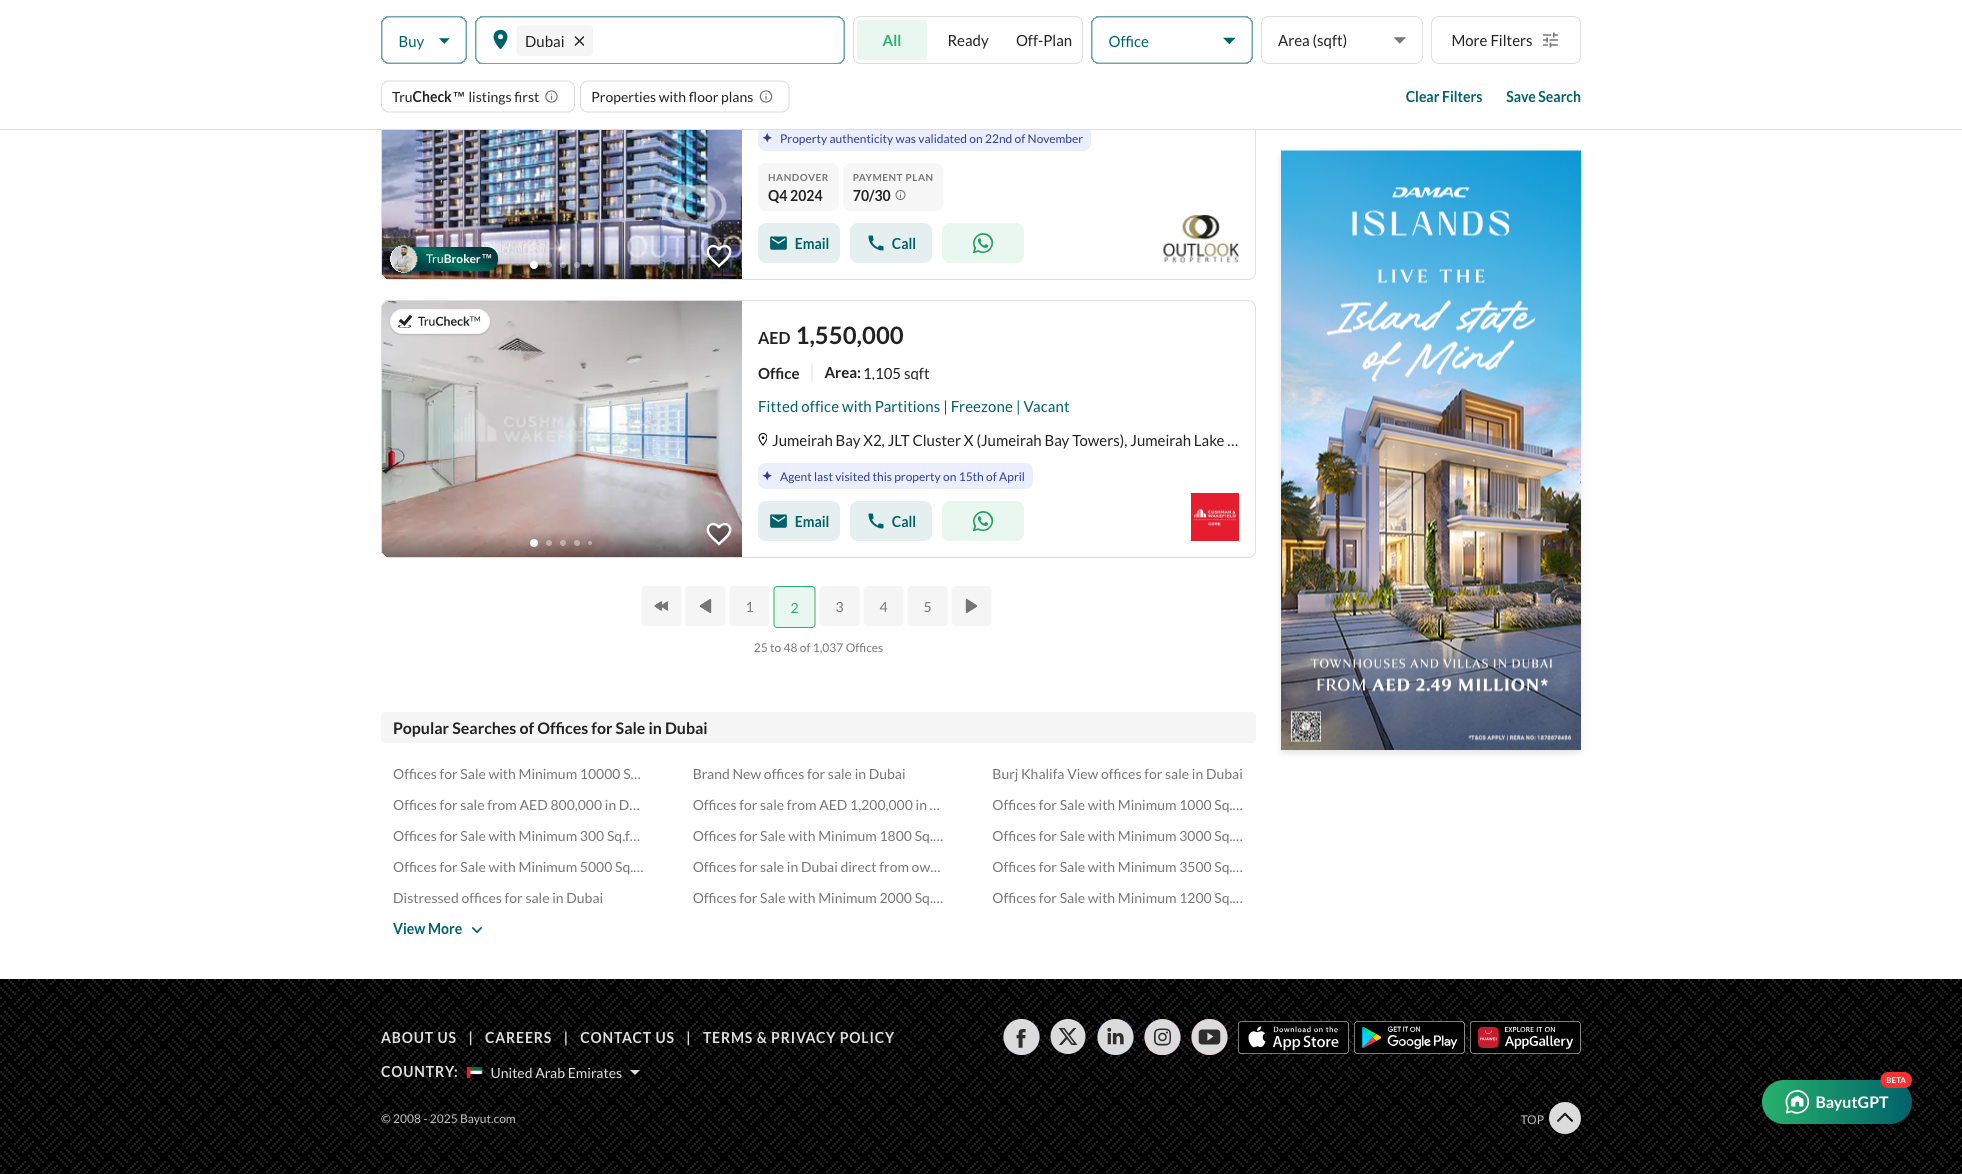 Buy
Dubai
All
Ready
Off-Plan
Office
Area (sqft)
More Filters
TruCheck™ listings first
Properties with floor plans
Clear Filters
Save Search
Property authenticity was validated on 22nd of November
HANDOVER
Q4 2024
PAYMENT PLAN
70/30
Email
Call
OUTLOOK
PROPERTIES
TruBroker™
TruCheck™
CUSHMAN
WAKEFIELD
AED 1,550,000
Office
Area: 1,105 sqft
Fitted office with Partitions | Freezone | Vacant
Jumeirah Bay X2, JLT Cluster X (Jumeirah Bay Towers), Jumeirah Lake ...
Agent last visited this property on 15th of April
Email
Call
CUSHMAN &
WAKEFIELD
CORE
1
2
3
4
5
25 to 48 of 1,037 Offices
DAMAC
ISLANDS
LIVE THE
Island state
of Mind
TOWNHOUSES AND VILLAS IN DUBAI
FROM AED 2.49 MILLION*
*T&CS APPLY | RERA NO: 1878878486
Popular Searches of Offices for Sale in Dubai
Offices for Sale with Minimum 10000 S...
Brand New offices for sale in Dubai
Burj Khalifa View offices for sale in Dubai
Offices for sale from AED 800,000 in D...
Offices for sale from AED 1,200,000 in ...
Offices for Sale with Minimum 1000 Sq....
Offices for Sale with Minimum 300 Sq.f...
Offices for Sale with Minimum 1800 Sq....
Offices for Sale with Minimum 3000 Sq....
Offices for Sale with Minimum 5000 Sq....
Offices for sale in Dubai direct from ow...
Offices for Sale with Minimum 3500 Sq....
Distressed offices for sale in Dubai
Offices for Sale with Minimum 2000 Sq....
Offices for Sale with Minimum 1200 Sq....
View More
ABOUT US | CAREERS | CONTACT US | TERMS & PRIVACY POLICY
Download on the
App Store
GET IT ON
Google Play
EXPLORE IT ON
AppGallery
HUAWEI
COUNTRY: United Arab Emirates
© 2008 - 2025 Bayut.com
TOP
BETA
BayutGPT